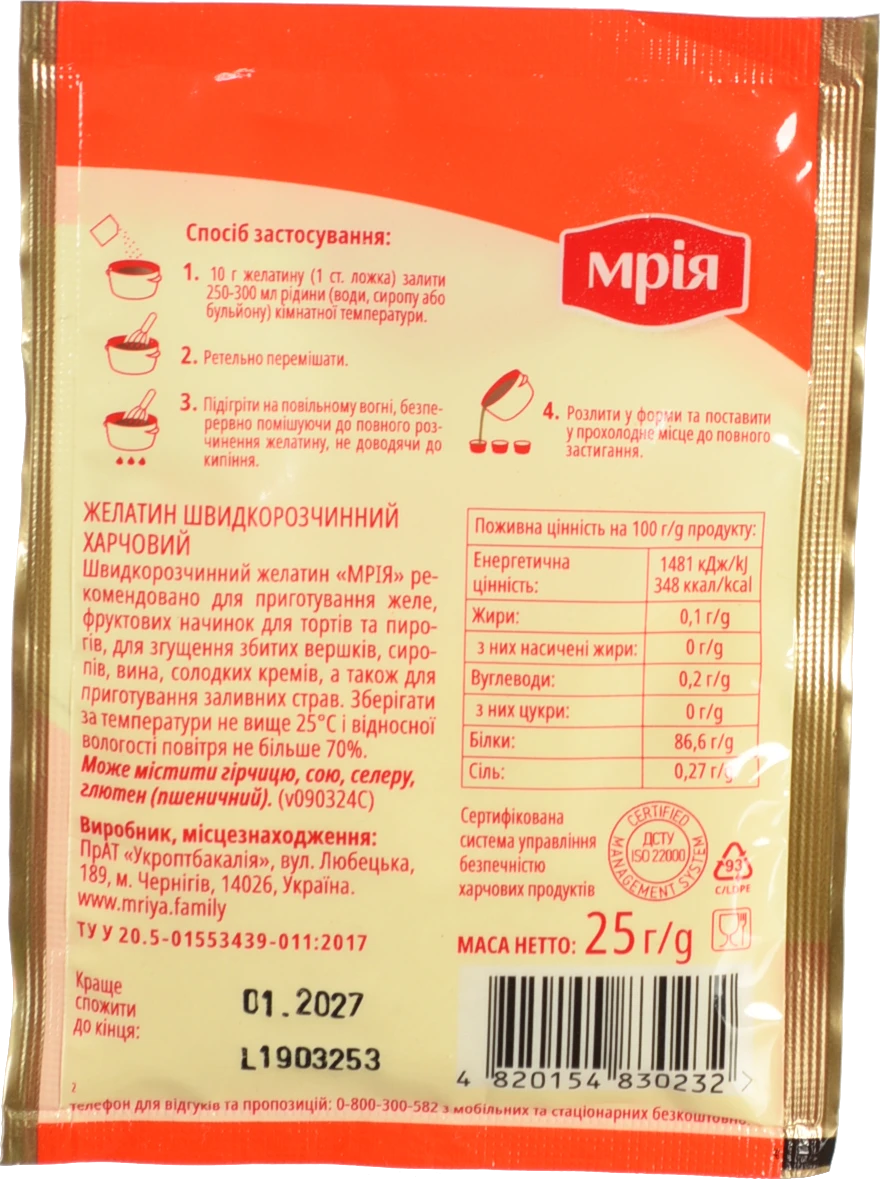 мрія
Спосіб застосування:
1. 10 г желатину (1 ст. ложка) залити
250-300 мл рідини (води, сиропу або
бульйону) кімнатної температури.
2. Ретельно перемішати.
3. Підігріти на повільному вогні, безпе-
рервно помішуючи до повного роз-
чинення желатину, не доводячи до
кипіння.
4. Розлити у форми та поставити
у прохолодне місце до повного
застигання.
ЖЕЛАТИН ШВИДКОРОЗЧИННИЙ
ХАРЧОВИЙ
Швидкорозчинний желатин «МРІЯ» ре-
комендовано для приготування желе,
фруктових начинок для тортів та пиро-
гів, для згущення збитих вершків, сиро-
пів, вина, солодких кремів, а також для
приготування заливних страв. Зберігати
за температури не вище 25°С і відносної
вологості повітря не більше 70%.
Може містити гірчицю, сою, селеру,
глютен (пшеничний). (v090324C)
Виробник, місцезнаходження:
ПрАТ «Укроптбакалія», вул. Любецька,
189, м. Чернігів, 14026, Україна.
www.mriya.family
ТУ У 20.5-01553439-011:2017
Краще
спожити
до кінця:
01.2027
L1903253
Поживна цінність на 100 г/g продукту:
Енергетична цінність: 1481 кДж/kJ
348 ккал/kcal
Жири: 0,1 г/g
з них насичені жири: 0 г/g
Вуглеводи: 0,2 г/g
з них цукри: 0 г/g
Білки: 86,6 г/g
Сіль: 0,27 г/g
Сертифікована
система управління
безпечністю
харчових продуктів
CERTIFIED
ДСТУ
ISO 22000
MANAGEMENT SYSTEM
93
C/LDPE
МАСА НЕТТО: 25 г/g
4 820154 830232 >
2
телефон для відгуків та пропозицій: 0-800-300-582 з мобільних та стаціонарних безкоштовно